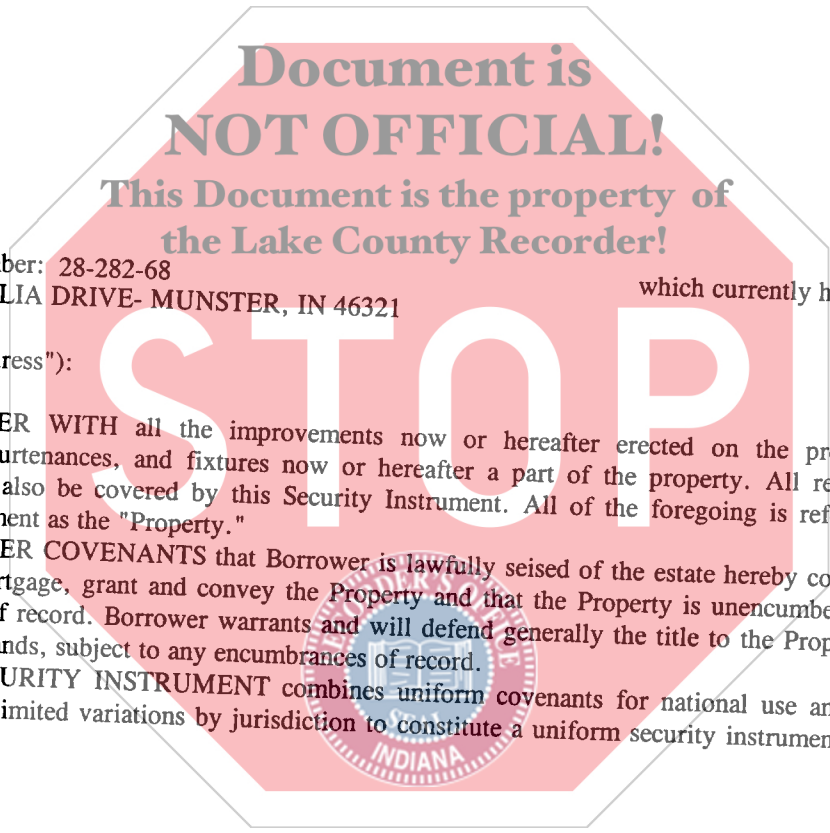 Document is
NOT OFFICIAL!
This Document is the property of
the Lake County Recorder!
ber: 28-282-68
LIA DRIVE- MUNSTER, IN 46321
which currently h
ress"):
STOP
ER WITH all the improvements now or hereafter erected on the pr
urtenances, and fixtures now or hereafter a part of the property. All re
also be covered by this Security Instrument. All of the foregoing is ref
nent as the "Property."
ER COVENANTS that Borrower is lawfully seised of the estate hereby co
rtgage, grant and convey the Property and that the Property is unencumbe
f record. Borrower warrants and will defend generally the title to the Prop
nds, subject to any encumbrances of record.
URITY INSTRUMENT combines uniform covenants for national use an
imited variations by jurisdiction to constitute a uniform security instrumen
RECORDER'S OFFICE
SEAL
INDIANA